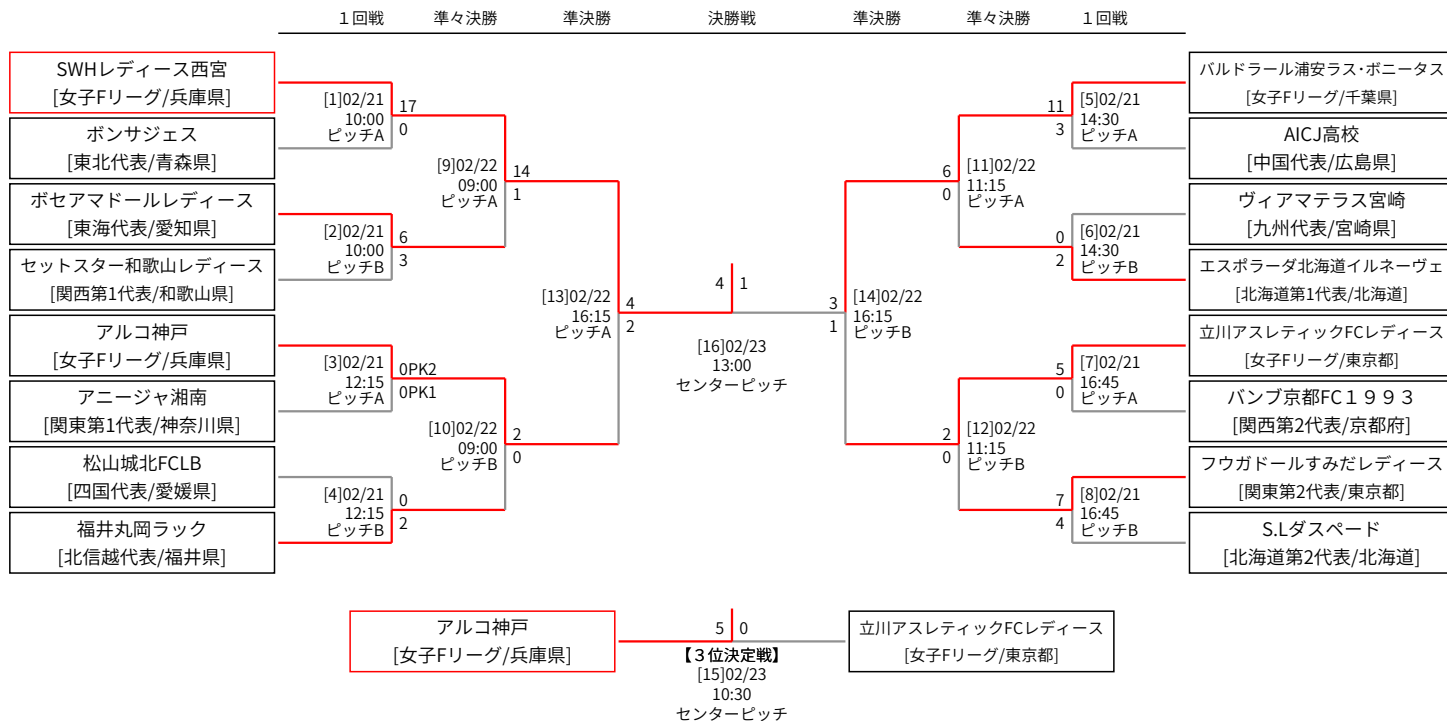 １回戦
準々決勝
準決勝
決勝戦
準決勝
準々決勝
１回戦
SWHレディース西宮
[女子Fリーグ/兵庫県]
ボンサジェス
[東北代表/青森県]
ボセアマドールレディース
[東海代表/愛知県]
セットスター和歌山レディース
[関西第1代表/和歌山県]
アルコ神戸
[女子Fリーグ/兵庫県]
アニージャ湘南
[関東第1代表/神奈川県]
松山城北FCLB
[四国代表/愛媛県]
福井丸岡ラック
[北信越代表/福井県]
[1]02/21
10:00
ピッチA
17
0
[2]02/21
10:00
ピッチB
6
3
[3]02/21
12:15
ピッチA
0PK2
0PK1
[4]02/21
12:15
ピッチB
0
2
[9]02/22
09:00
ピッチA
14
1
[10]02/22
09:00
ピッチB
2
0
[13]02/22
16:15
ピッチA
4
2
4 1
[16]02/23
13:00
センターピッチ
3
1
[14]02/22
16:15
ピッチB
6
0
[11]02/22
11:15
ピッチA
2
0
[12]02/22
11:15
ピッチB
11
3
[5]02/21
14:30
ピッチA
0
2
[6]02/21
14:30
ピッチB
5
0
[7]02/21
16:45
ピッチA
7
4
[8]02/21
16:45
ピッチB
バルドラール浦安ラス・ボニータス
[女子Fリーグ/千葉県]
AICJ高校
[中国代表/広島県]
ヴィアマテラス宮崎
[九州代表/宮崎県]
エスポラーダ北海道イルネーヴェ
[北海道第1代表/北海道]
立川アスレティックFCレディース
[女子Fリーグ/東京都]
バンブ京都FC１９９３
[関西第2代表/京都府]
フウガドールすみだレディース
[関東第2代表/東京都]
S.Lダスペード
[北海道第2代表/北海道]
アルコ神戸
[女子Fリーグ/兵庫県]
5 0
【３位決定戦】
[15]02/23
10:30
センターピッチ
立川アスレティックFCレディース
[女子Fリーグ/東京都]